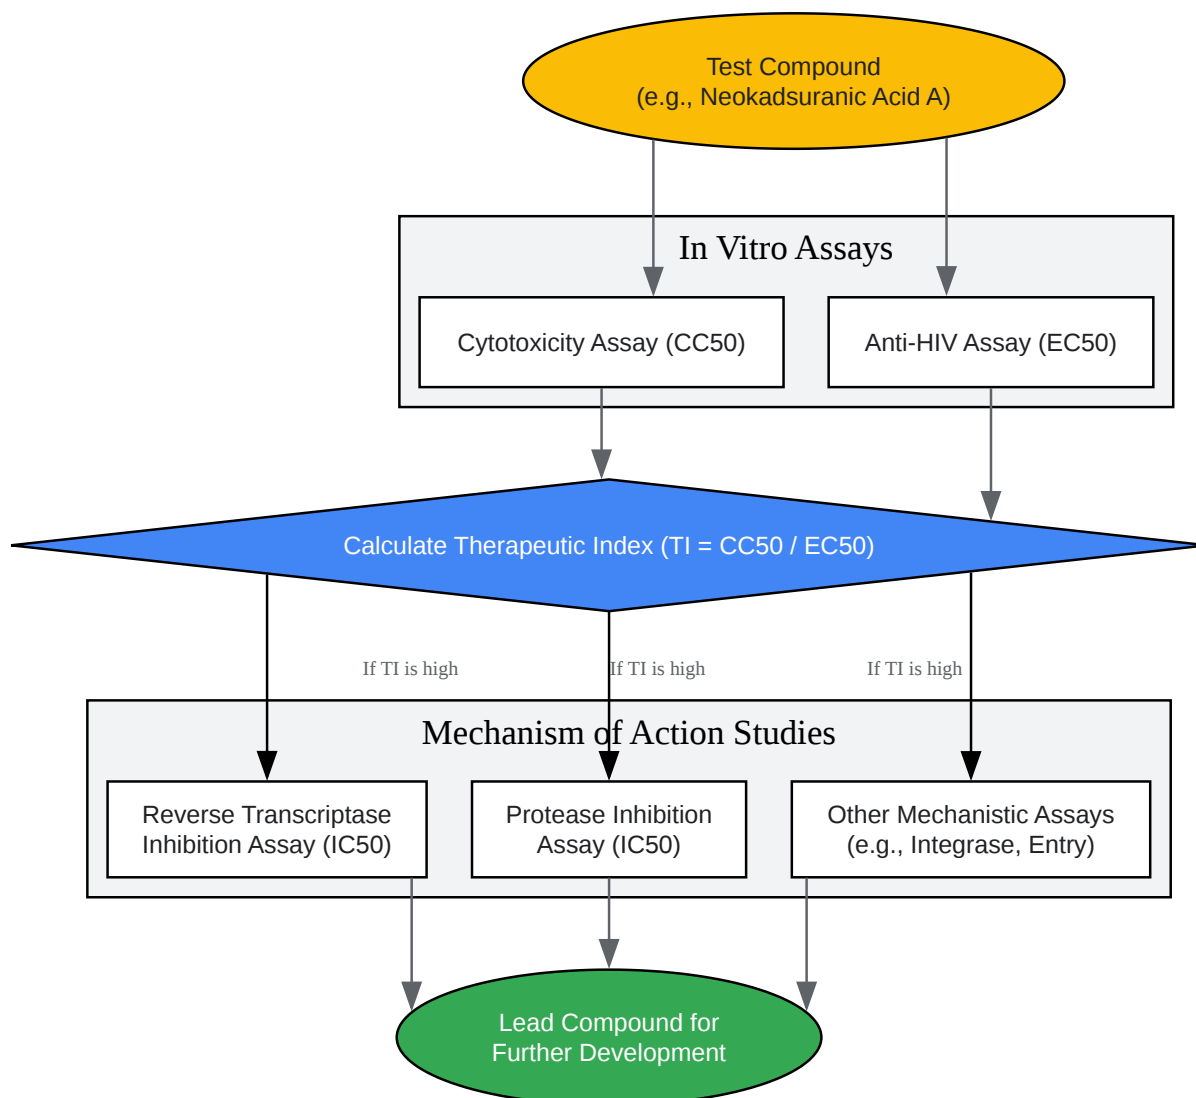 Test Compound
(e.g., Neokadsuranic Acid A)
In Vitro Assays
Cytotoxicity Assay (CC50)
Anti-HIV Assay (EC50)
Calculate Therapeutic Index (TI = CC50 / EC50)
If TI is high
If TI is high
If TI is high
Mechanism of Action Studies
Reverse Transcriptase
Inhibition Assay (IC50)
Protease Inhibition
Assay (IC50)
Other Mechanistic Assays
(e.g., Integrase, Entry)
Lead Compound for
Further Development